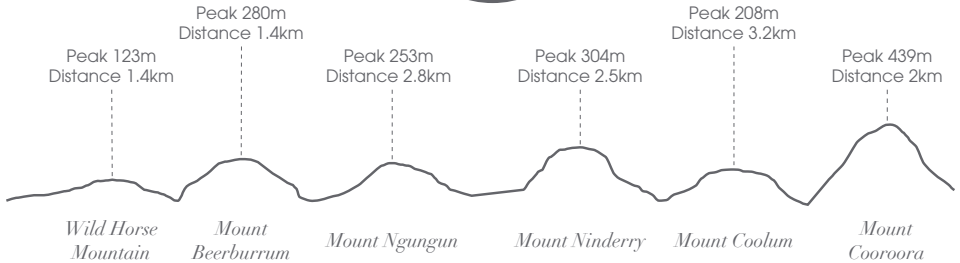 Peak 123m
Distance 1.4km
Peak 280m
Distance 1.4km
Peak 253m
Distance 2.8km
Peak 304m
Distance 2.5km
Peak 208m
Distance 3.2km
Peak 439m
Distance 2km
Wild Horse
Mountain
Mount
Beerburrum
Mount Ngungun
Mount Ninderry
Mount Coolum
Mount
Cooroora